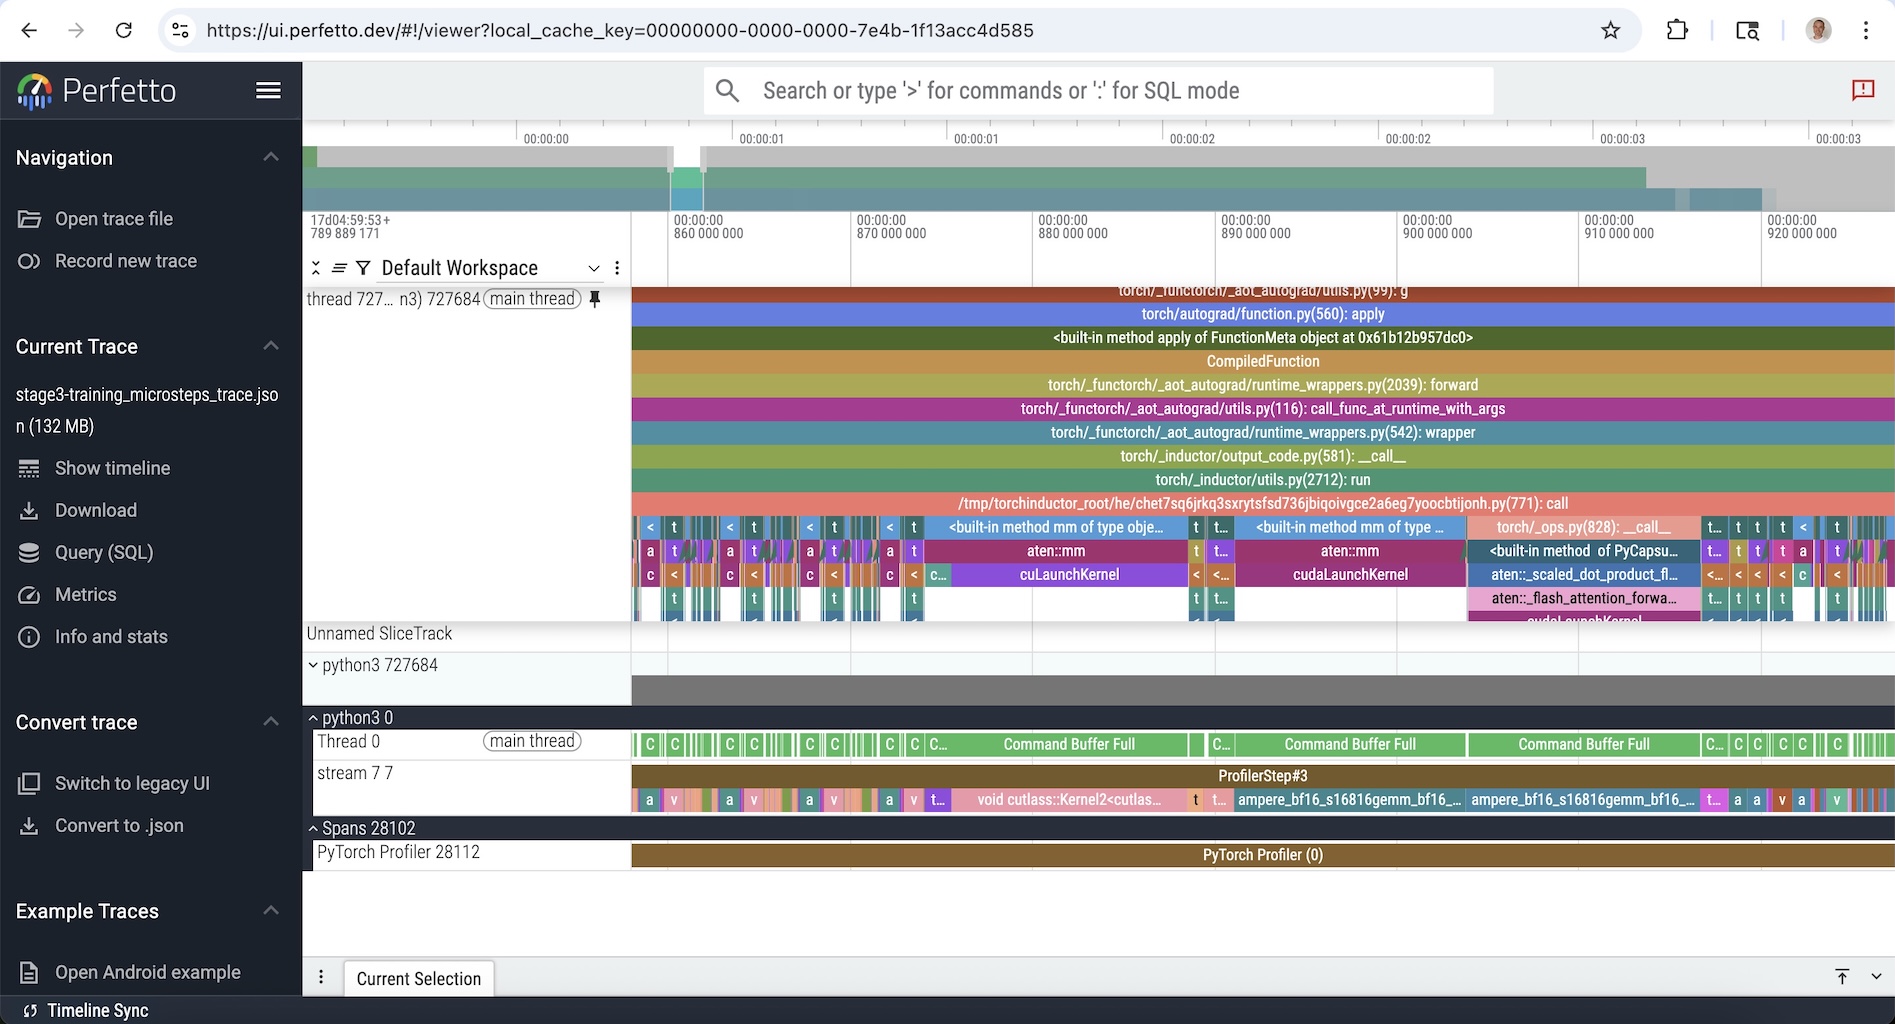 https://ui.perfetto.dev/#!/viewer?local_cache_key=00000000-0000-0000-7e4b-1f13acc4d585
Perfetto
Search or type '>' for commands or ':' for SQL mode
Navigation
Open trace file
Record new trace
Current Trace
stage3-training_microsteps_trace.jso
n (132 MB)
Show timeline
Download
Query (SQL)
Metrics
Info and stats
Convert trace
Switch to legacy UI
Convert to .json
Example Traces
Open Android example
Timeline Sync
00:00:00 00:00:01 00:00:01 00:00:02 00:00:02 00:00:03 00:00:03
17d04:59:53+ 00:00:00 00:00:00 00:00:00 00:00:00 00:00:00 00:00:00 00:00:00
789 889 171 860 000 000 870 000 000 880 000 000 890 000 000 900 000 000 910 000 000 920 000 000
Default Workspace
thread 727... n3) 727684 main thread
torch/_functorch/_aot_autograd/utils.py(99): g
torch/autograd/function.py(560): apply
<built-in method apply of FunctionMeta object at 0x61b12b957dc0>
CompiledFunction
torch/_functorch/_aot_autograd/runtime_wrappers.py(2039): forward
torch/_functorch/_aot_autograd/utils.py(116): call_func_at_runtime_with_args
torch/_functorch/_aot_autograd/runtime_wrappers.py(542): wrapper
torch/_inductor/output_code.py(581): __call__
torch/_inductor/utils.py(2712): run
/tmp/torchinductor_root/he/chet7sq6jrkq3sxrytsfsd736jbiqoivgce2a6eg7yoocbtijonh.py(771): call
< t < t < t < t <built-in method mm of type obje... t t... <built-in method mm of type ... torch/_ops.py(828): __call__ t... t t t < t
a t a t a t a t aten::mm t t... aten::mm <built-in method  of PyCapsu... t... t t t a t
c < c < c < c < c... cuLaunchKernel < <... cudaLaunchKernel aten::_scaled_dot_product_fl... <... < < < c <
t t t t t t... aten::_flash_attention_forwa... t... t t t t
cudaLaunchKernel
Unnamed SliceTrack
python3 727684
python3 0
Thread 0 main thread
C C C C C C C C C... Command Buffer Full C... Command Buffer Full Command Buffer Full C... C C C C C
stream 7 7
ProfilerStep#3
a v a v a v a v t... void cutlass::Kernel2<cutlas... t t... ampere_bf16_s16816gemm_bf16_... ampere_bf16_s16816gemm_bf16_... t... a a v a v
Spans 28102
PyTorch Profiler 28112
PyTorch Profiler (0)
Current Selection